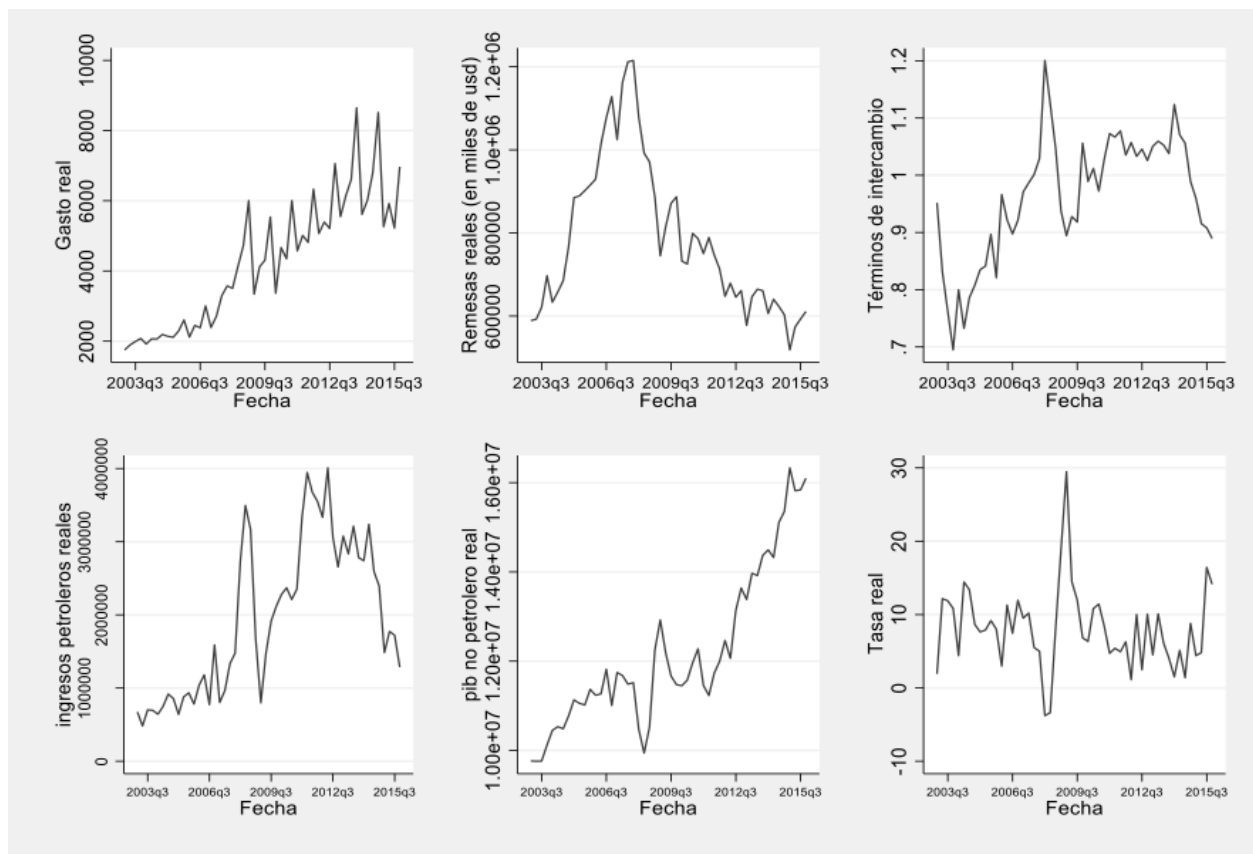 Gasto real
10000
8000
6000
4000
2000
2003q3 2006q3 2009q3 2012q3 2015q3
Fecha
Remesas reales (en miles de usd)
1.2e+06
1.0e+06
800000
600000
2003q3 2006q3 2009q3 2012q3 2015q3
Fecha
Términos de intercambio
1.2
1.1
1
.9
.8
.7
2003q3 2006q3 2009q3 2012q3 2015q3
Fecha
ingresos petroleros reales
4000000
3000000
2000000
1000000
0
2003q3 2006q3 2009q3 2012q3 2015q3
Fecha
pib no petrolero real
1.60e+07
1.40e+07
1.20e+07
1.00e+07
2003q3 2006q3 2009q3 2012q3 2015q3
Fecha
Tasa real
30
20
10
0
-10
2003q3 2006q3 2009q3 2012q3 2015q3
Fecha